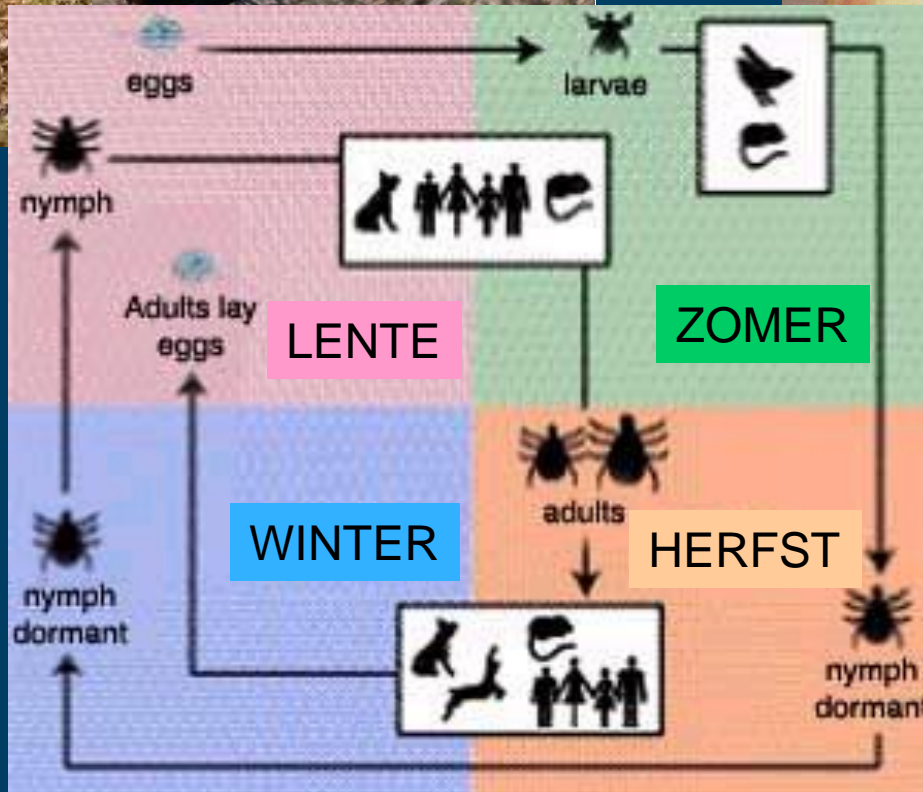 eggs
larvae
nymph
Adults lay
eggs
LENTE
ZOMER
WINTER
adults
HERFST
nymph
dormant
nymph
dormant